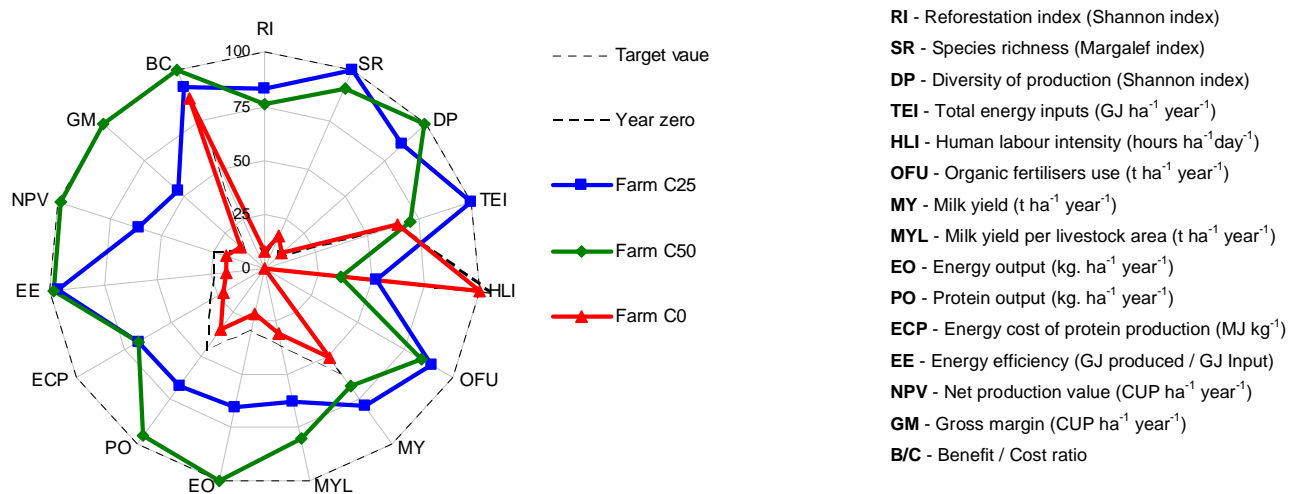 RI
100
BC
SR
GM
75
DP
50
NPV
25
TEI
0
EE
HLI
ECP
OFU
PO
MY
EO
MYL
Target vaue
Year zero
Farm C25
Farm C50
Farm C0
RI - Reforestation index (Shannon index)
SR - Species richness (Margalef index)
DP - Diversity of production (Shannon index)
TEI - Total energy inputs (GJ ha⁻¹ year⁻¹)
HLI - Human labour intensity (hours ha⁻¹day⁻¹)
OFU - Organic fertilisers use (t ha⁻¹ year⁻¹)
MY - Milk yield (t ha⁻¹ year⁻¹)
MYL - Milk yield per livestock area (t ha⁻¹ year⁻¹)
EO - Energy output (kg. ha⁻¹ year⁻¹)
PO - Protein output (kg. ha⁻¹ year⁻¹)
ECP - Energy cost of protein production (MJ kg⁻¹)
EE - Energy efficiency (GJ produced / GJ Input)
NPV - Net production value (CUP ha⁻¹ year⁻¹)
GM - Gross margin (CUP ha⁻¹ year⁻¹)
B/C - Benefit / Cost ratio